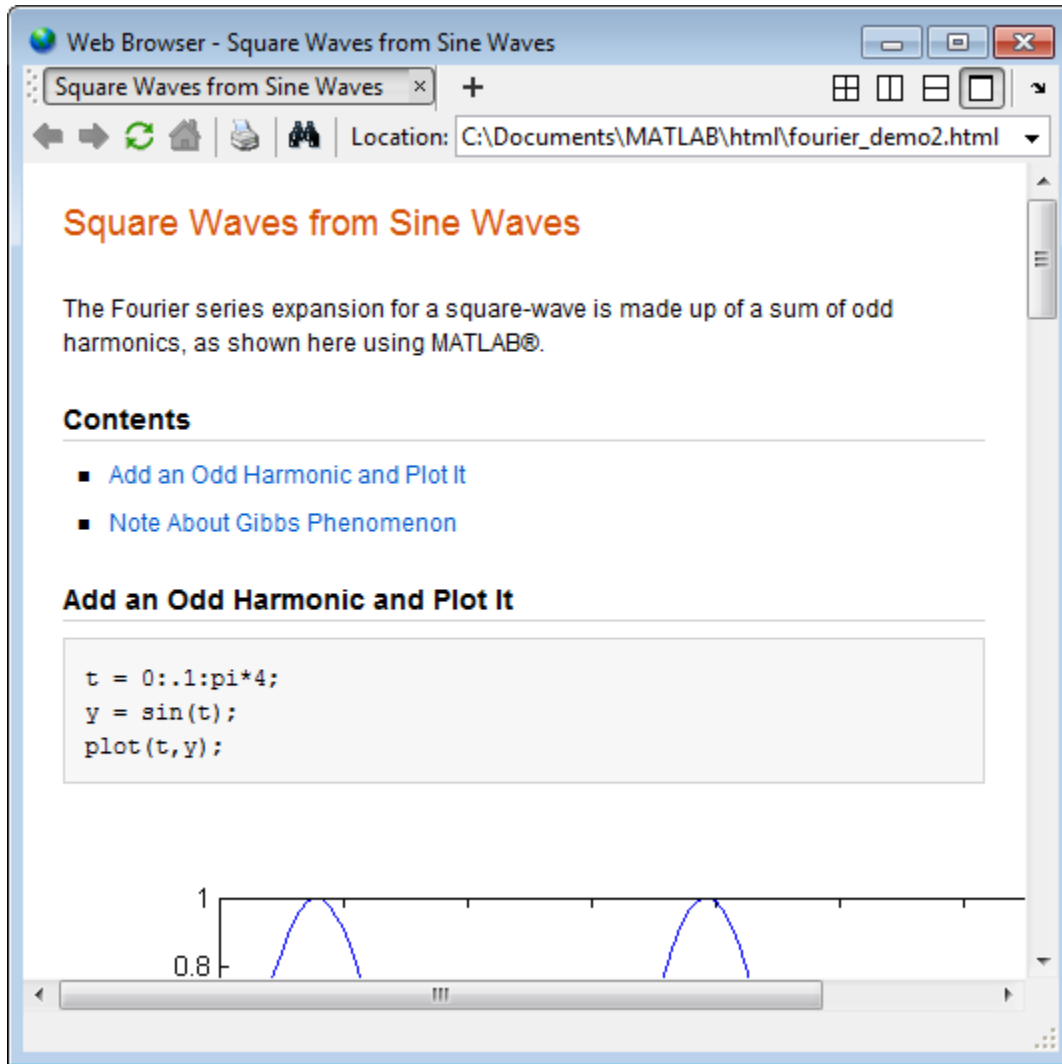 Web Browser - Square Waves from Sine Waves
Square Waves from Sine Waves
Location: C:\Documents\MATLAB\html\fourier_demo2.html
Square Waves from Sine Waves
The Fourier series expansion for a square-wave is made up of a sum of odd
harmonics, as shown here using MATLAB®.
Contents
Add an Odd Harmonic and Plot It
Note About Gibbs Phenomenon
Add an Odd Harmonic and Plot It
t = 0:.1:pi*4;
y = sin(t);
plot(t,y);
1
0.8